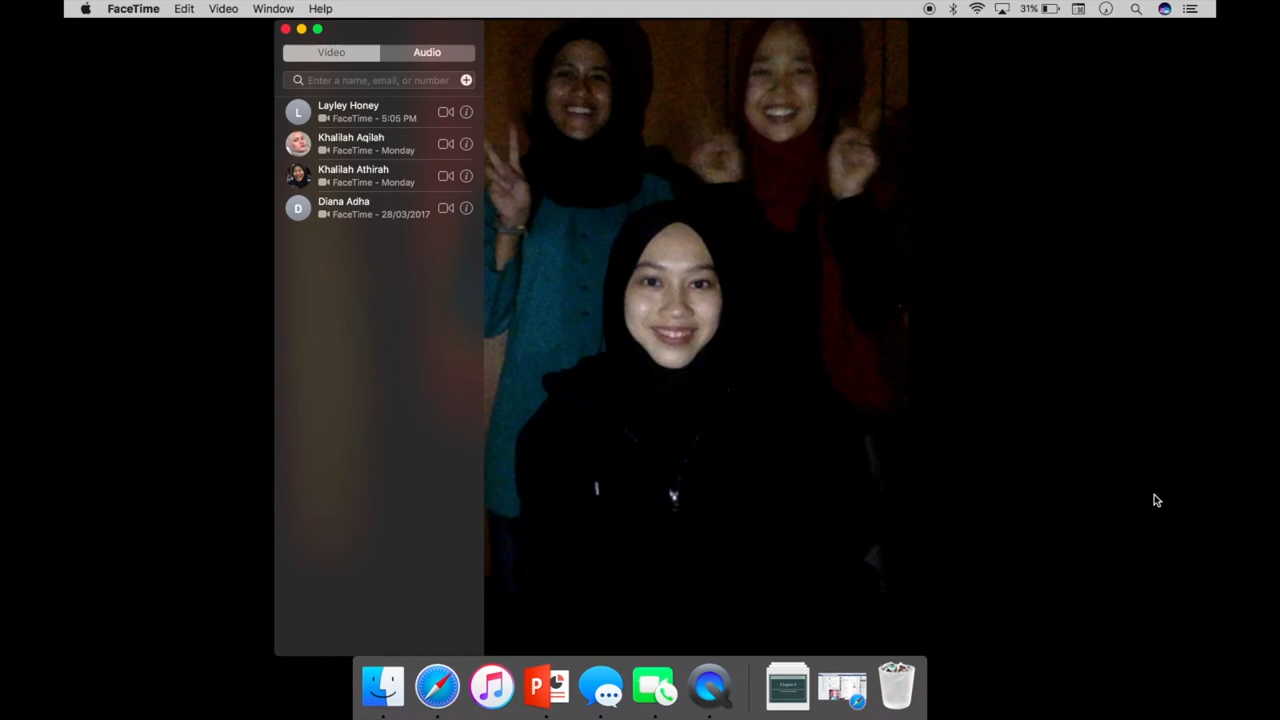 FaceTime Edit Video Window Help 31%
Video Audio
Enter a name, email, or number
L
Layley Honey
FaceTime - 5:05 PM
Khalilah Aqilah
FaceTime - Monday
Khalilah Athirah
FaceTime - Monday
D
Diana Adha
FaceTime - 28/03/2017
P